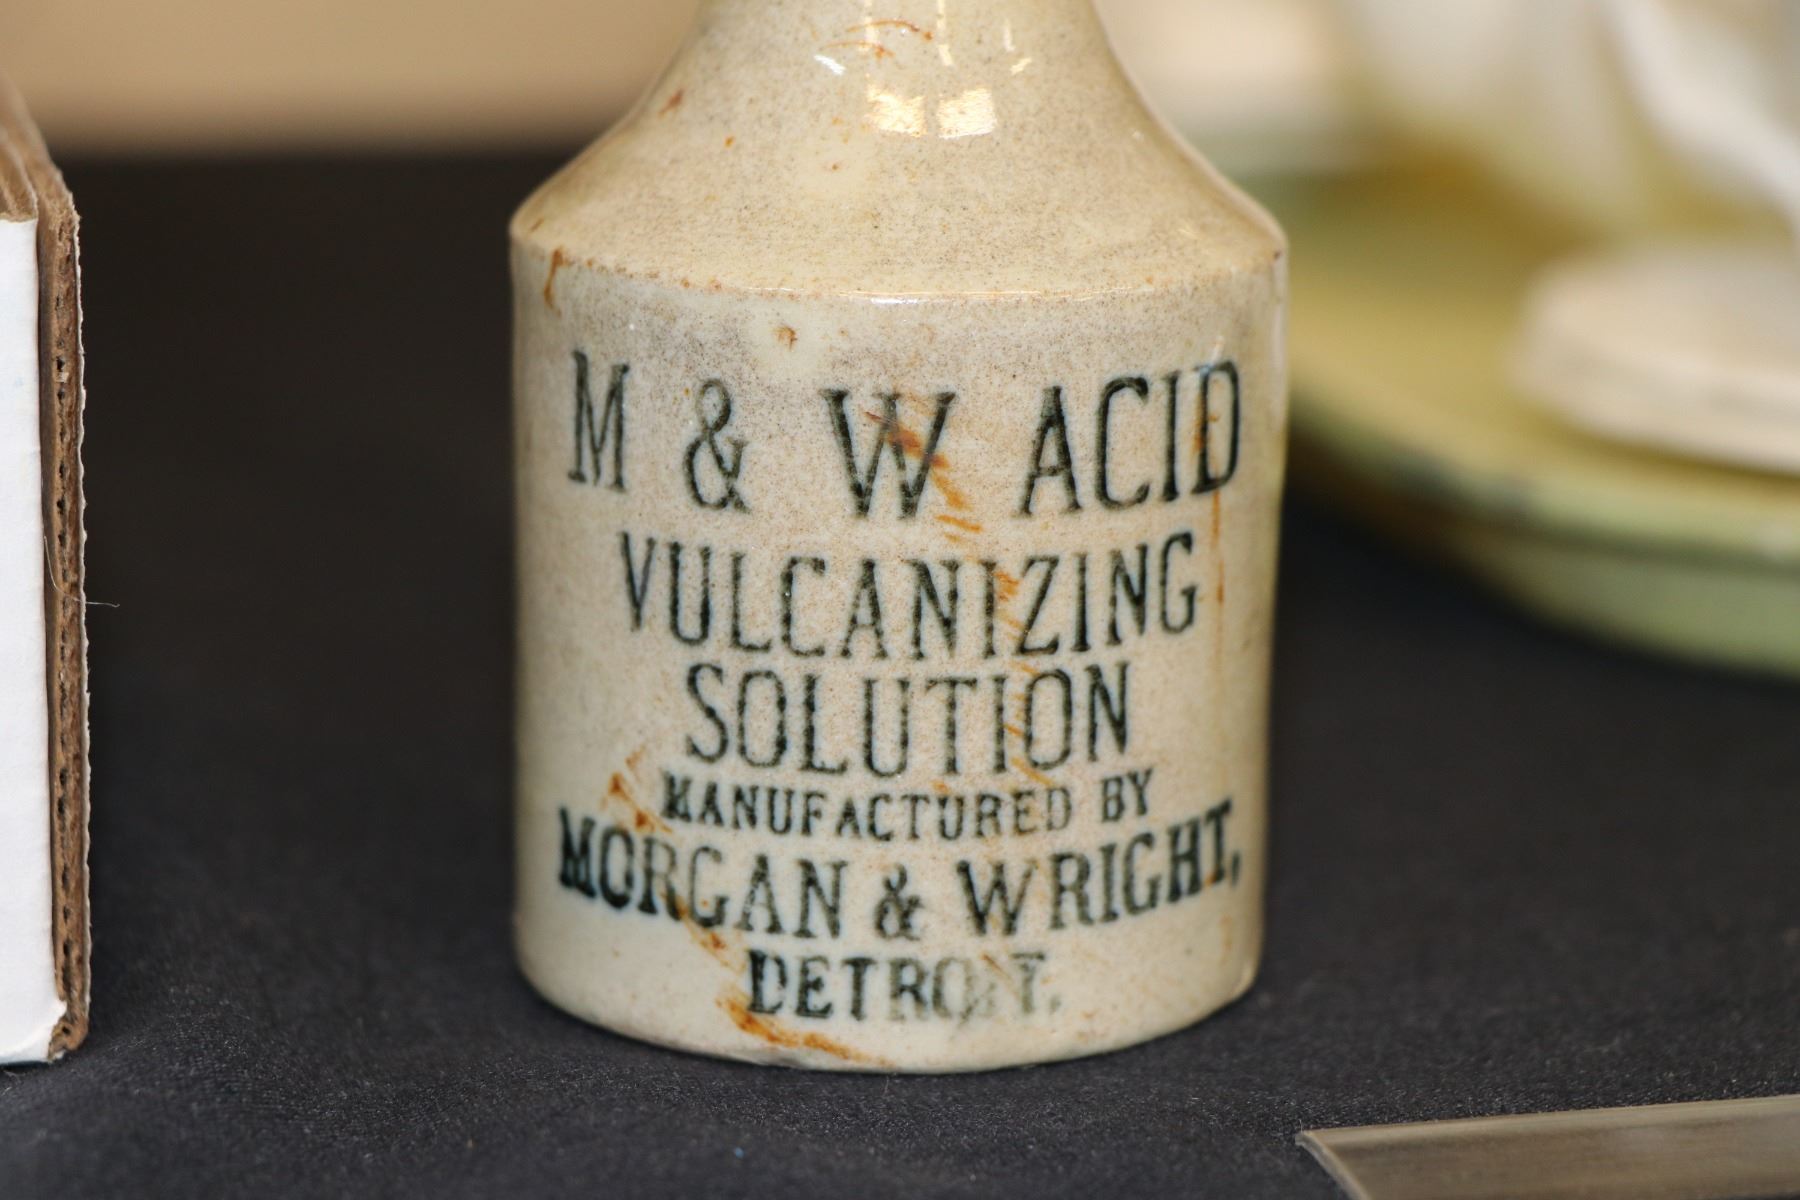 M & W ACID
VULCANIZING
SOLUTION
MANUFACTURED BY
MORGAN & WRIGHT,
DETROIT.